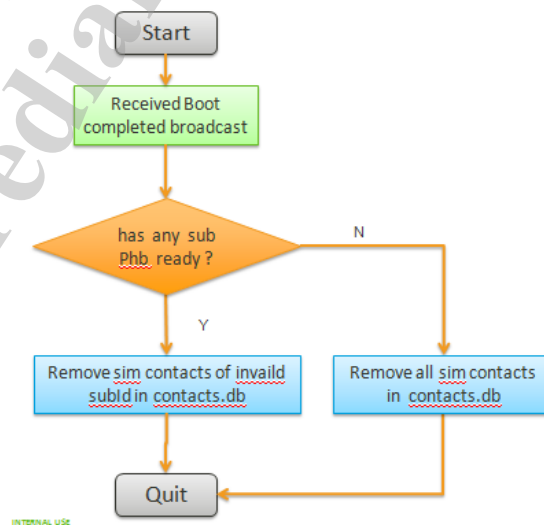 Start
Received Boot
completed broadcast
has any sub
Phb ready ?
N
Y
Remove sim contacts of invaild
subId in contacts.db
Remove all sim contacts
in contacts.db
Quit
INTERNAL USE